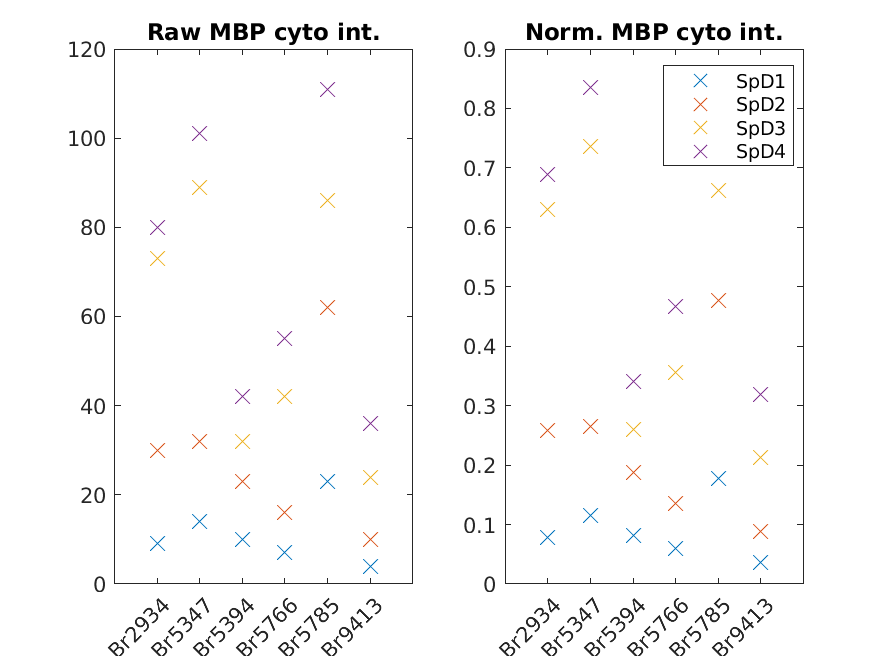 Raw MBP cyto int.
120
100
80
60
40
20
0
Br2934
Br5347
Br5394
Br5766
Br5785
Br9413
Norm. MBP cyto int.
0.9
0.8
0.7
0.6
0.5
0.4
0.3
0.2
0.1
0
SpD1
SpD2
SpD3
SpD4
Br2934
Br5347
Br5394
Br5766
Br5785
Br9413